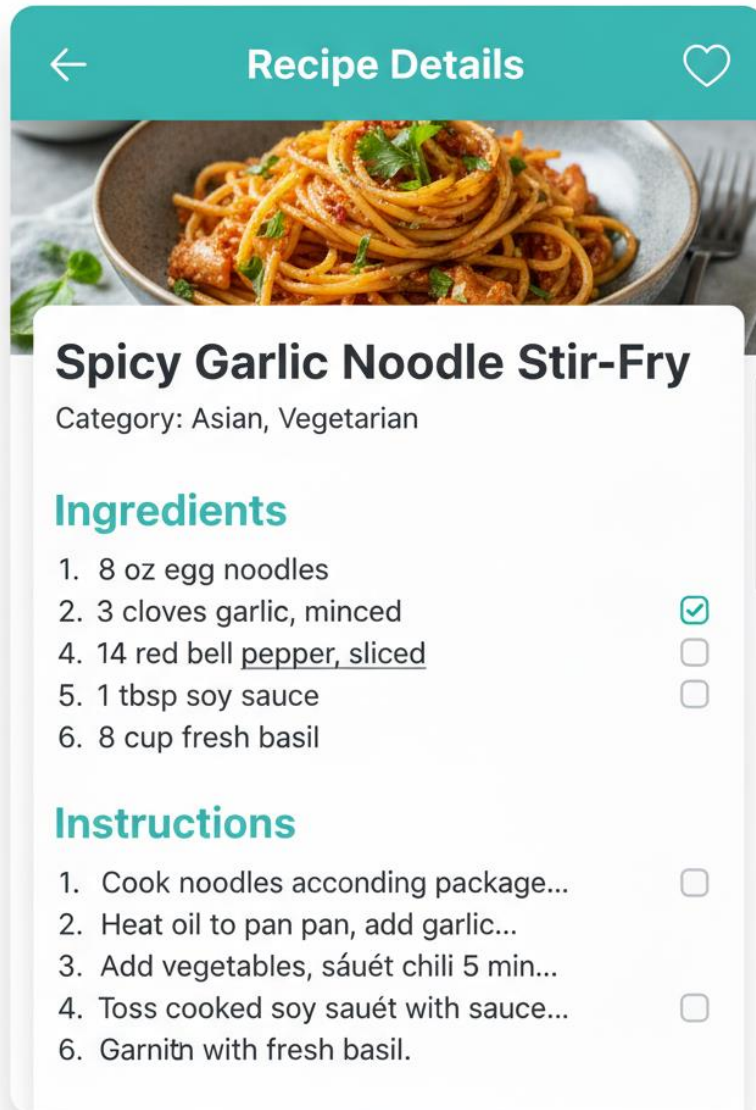 Recipe Details
Spicy Garlic Noodle Stir-Fry
Category: Asian, Vegetarian
Ingredients
1. 8 oz egg noodles
2. 3 cloves garlic, minced
4. 14 red bell pepper, sliced
5. 1 tbsp soy sauce
6. 8 cup fresh basil
Instructions
1. Cook noodles acconding package...
2. Heat oil to pan pan, add garlic...
3. Add vegetables, sáuét chili 5 min...
4. Toss cooked soy sauét with sauce...
6. Garnitn with fresh basil.